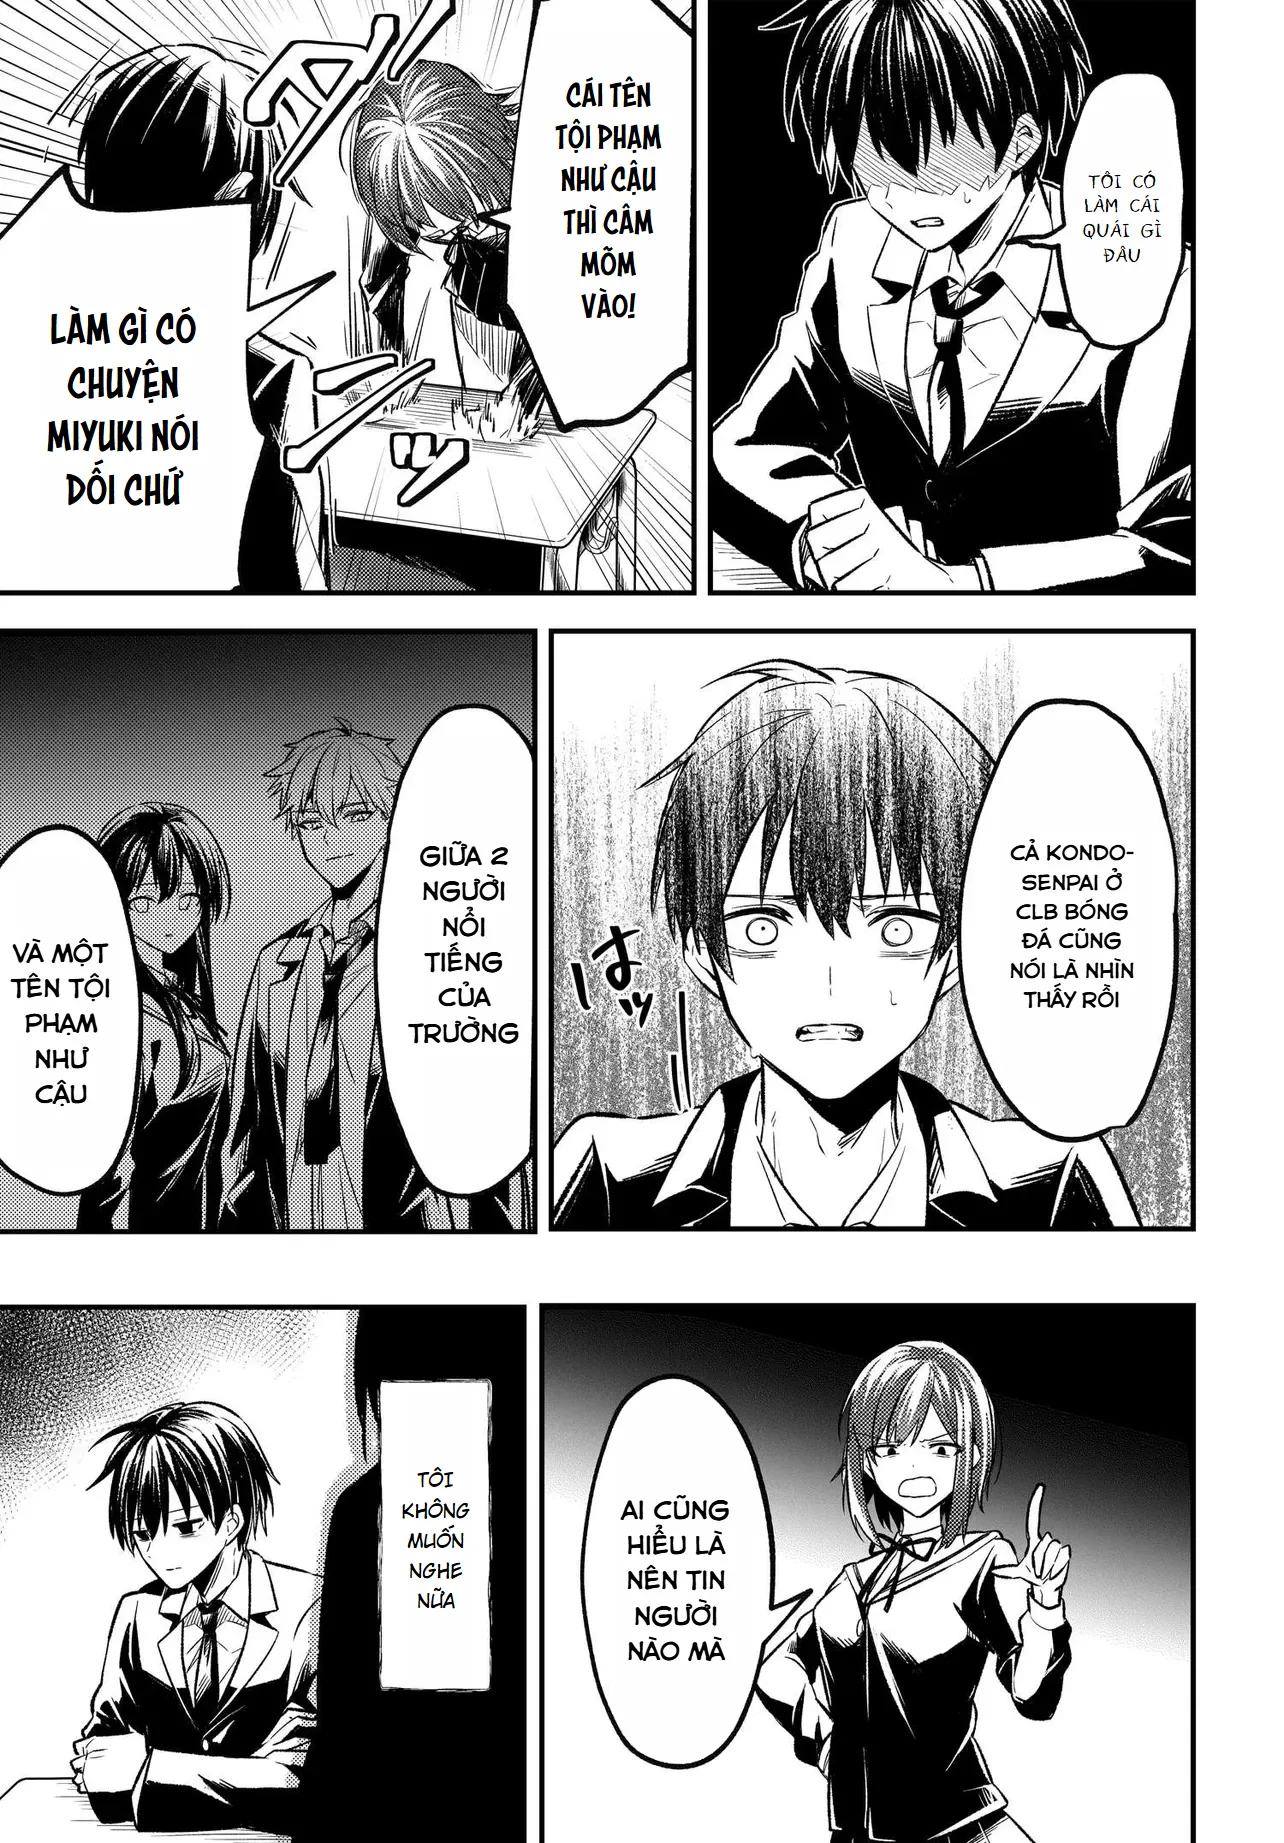 TÔI CÓ
LÀM CÁI
QUÁI GÌ
ĐÂU
CÁI TÊN
TỘI PHẠM
NHƯ CẬU
THÌ CÂM
MÕM
VÀO!
LÀM GÌ CÓ
CHUYỆN
MIYUKI NÓI
DỐI CHỨ
CẢ KONDO-
SENPAI Ở
CLB BÓNG
ĐÁ CŨNG
NÓI LÀ NHÌN
THẤY RỒI
はっ
GIỮA 2
NGƯỜI NỔI
TIẾNG CỦA
TRƯỜNG
VÀ MỘT
TÊN TỘI
PHẠM
NHƯ
CẬU
AI CŨNG
HIỂU LÀ
NÊN TIN
NGƯỜI
NÀO MÀ
TÔI
KHÔNG
MUỐN
NGHE
NỮA